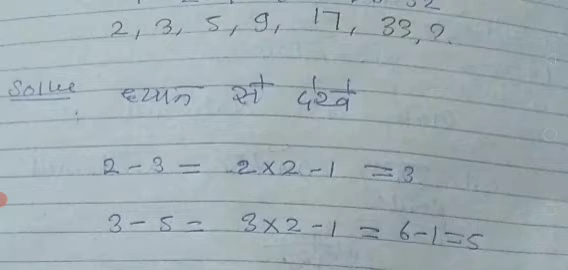 2, 3, 5, 9, 17, 33, ?
Solue ध्यान से देखे
2 - 3 = 2×2-1 = 3
3 - 5 = 3×2-1 = 6-1=5